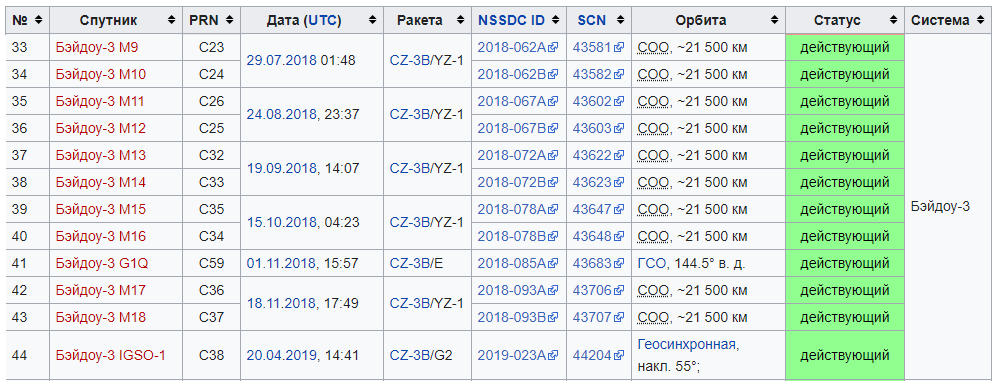 № Спутник PRN Дата (UTC) Ракета NSSDC ID SCN Орбита Статус Система
33 Бэйдоу-3 M9 C23 29.07.2018 01:48 CZ-3B/YZ-1 2018-062A 43581 СОО, ~21 500 км действующий Бэйдоу-3
34 Бэйдоу-3 M10 C24 2018-062B 43582 СОО, ~21 500 км действующий
35 Бэйдоу-3 M11 C26 24.08.2018, 23:37 CZ-3B/YZ-1 2018-067A 43602 СОО, ~21 500 км действующий
36 Бэйдоу-3 M12 C25 2018-067B 43603 СОО, ~21 500 км действующий
37 Бэйдоу-3 M13 C32 19.09.2018, 14:07 CZ-3B/YZ-1 2018-072A 43622 СОО, ~21 500 км действующий
38 Бэйдоу-3 M14 C33 2018-072B 43623 СОО, ~21 500 км действующий
39 Бэйдоу-3 M15 C35 15.10.2018, 04:23 CZ-3B/YZ-1 2018-078A 43647 СОО, ~21 500 км действующий
40 Бэйдоу-3 M16 C34 2018-078B 43648 СОО, ~21 500 км действующий
41 Бэйдоу-3 G1Q C59 01.11.2018, 15:57 CZ-3B/E 2018-085A 43683 ГСО, 144.5° в. д. действующий
42 Бэйдоу-3 M17 C36 18.11.2018, 17:49 CZ-3B/YZ-1 2018-093A 43706 СОО, ~21 500 км действующий
43 Бэйдоу-3 M18 C37 2018-093B 43707 СОО, ~21 500 км действующий
44 Бэйдоу-3 IGSO-1 C38 20.04.2019, 14:41 CZ-3B/G2 2019-023A 44204 Геосинхронная, действующий
накл. 55°;